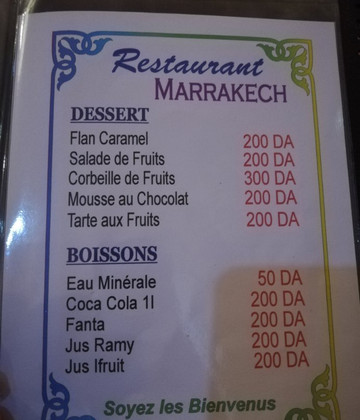 Restaurant
MARRAKECH
DESSERT
Flan Caramel 200 DA
Salade de Fruits 200 DA
Corbeille de Fruits 300 DA
Mousse au Chocolat 200 DA
Tarte aux Fruits 200 DA
BOISSONS
Eau Minérale 50 DA
Coca Cola 1l 200 DA
Fanta 200 DA
Jus Ramy 200 DA
Jus Ifruit 200 DA
Soyez les Bienvenus